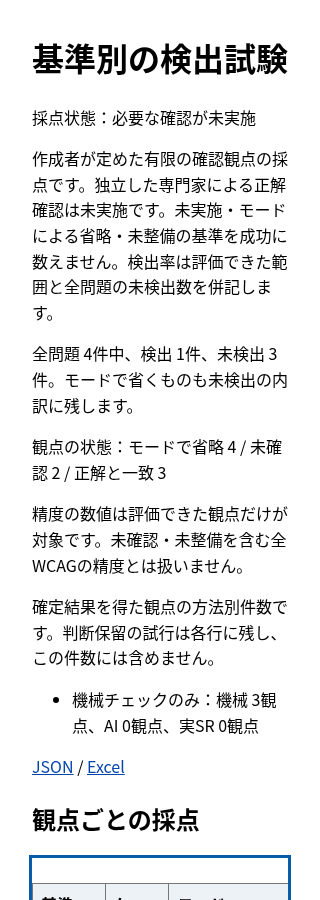 基準別の検出試験
採点状態：必要な確認が未実施
作成者が定めた有限の確認観点の採
点です。独立した専門家による正解
確認は未実施です。未実施・モード
による省略・未整備の基準を成功に
数えません。検出率は評価できた範
囲と全問題の未検出数を併記しま
す。
全問題 4件中、検出 1件、未検出 3
件。モードで省くものも未検出の内
訳に残します。
観点の状態：モードで省略 4 / 未確
認 2 / 正解と一致 3
精度の数値は評価できた観点だけが
対象です。未確認・未整備を含む全
WCAGの精度とは扱いません。
確定結果を得た観点の方法別件数で
す。判断保留の試行は各行に残し、
この件数には含めません。
• 機械チェックのみ：機械 3観
点、AI 0観点、実SR 0観点
JSON / Excel
観点ごとの採点